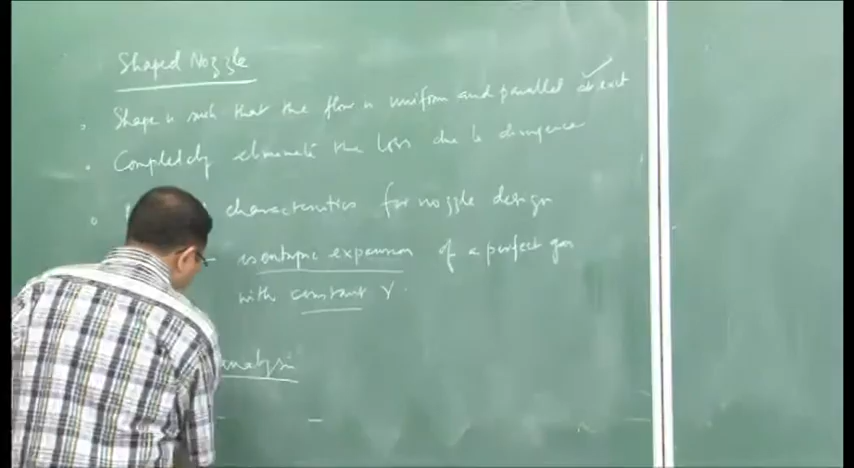 Shaped Nozzle
Shape is such that the flow is uniform and parallel at exit
Completely eliminate the loss due to divergence
characteristics for nozzle design
- isentropic expansion of a perfect gas
with constant γ.
analysis